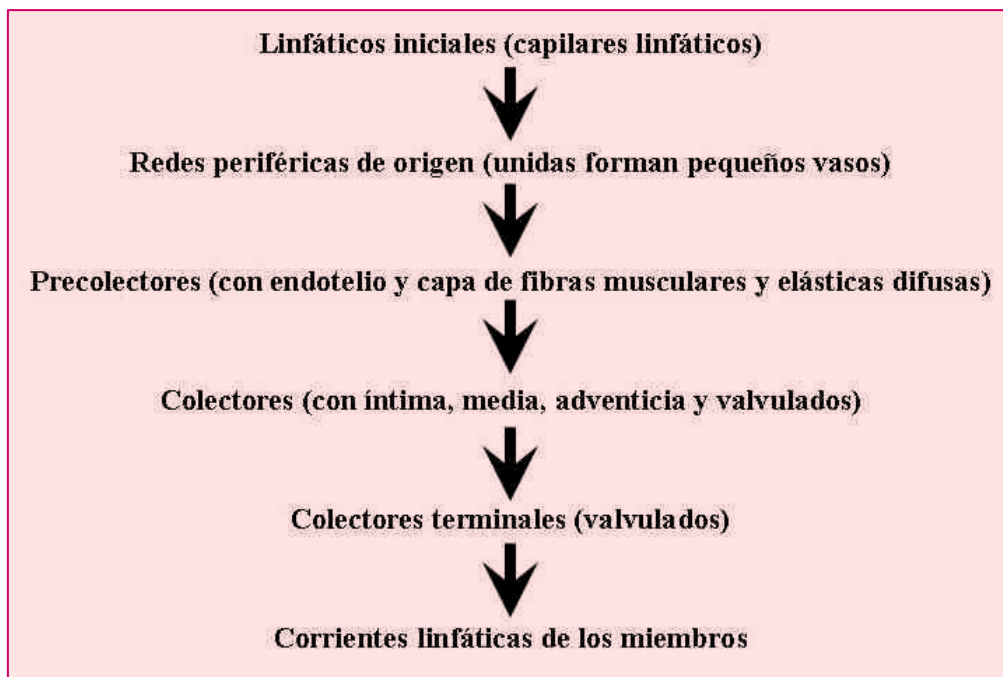 Linfáticos iniciales (capilares linfáticos)
Redes periféricas de origen (unidas forman pequeños vasos)
Precolectores (con endotelio y capa de fibras musculares y elásticas difusas)
Colectores (con íntima, media, adventicia y valvulados)
Colectores terminales (valvulados)
Corrientes linfáticas de los miembros